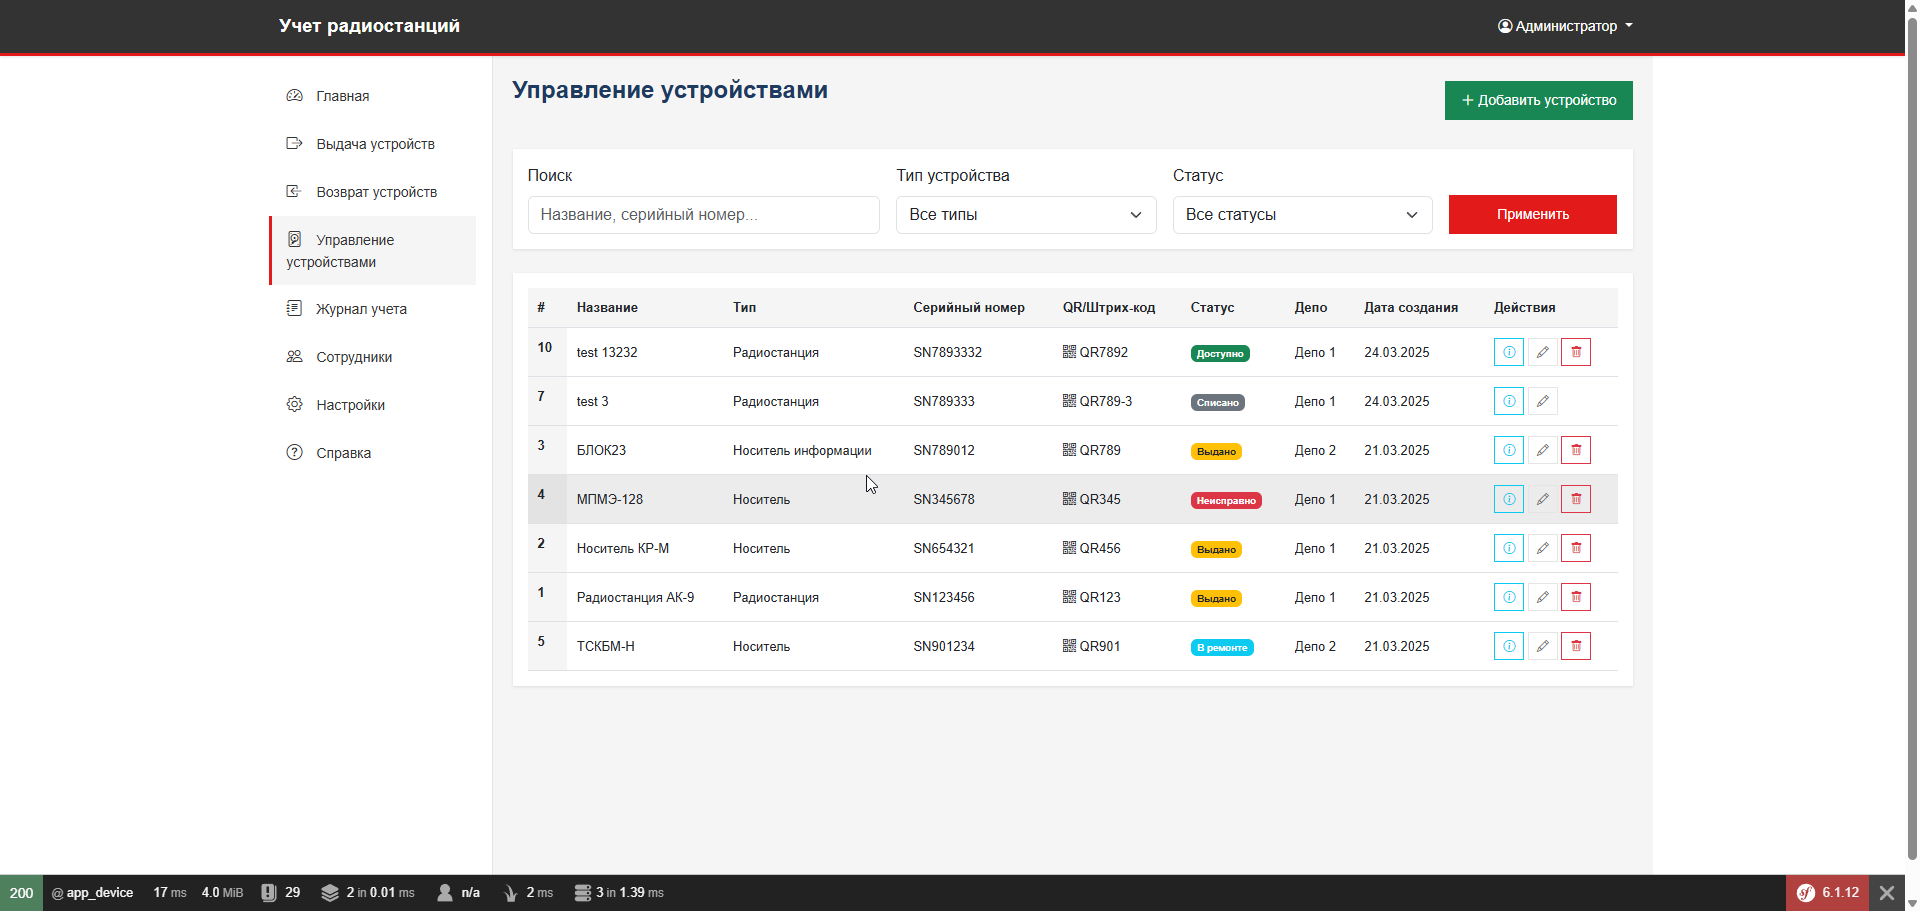 Учет радиостанций
Администратор
Главная
Выдача устройств
Возврат устройств
Управление
устройствами
Журнал учета
Сотрудники
Настройки
Справка
Управление устройствами
+ Добавить устройство
Поиск Тип устройства Статус
Название, серийный номер... Все типы Все статусы Применить
# Название Тип Серийный номер QR/Штрих-код Статус Депо Дата создания Действия
10 test 13232 Радиостанция SN7893332 QR7892 Доступно Депо 1 24.03.2025
7 test 3 Радиостанция SN789333 QR789-3 Списано Депо 1 24.03.2025
3 БЛОК23 Носитель информации SN789012 QR789 Выдано Депо 2 21.03.2025
4 МПМЭ-128 Носитель SN345678 QR345 Неисправно Депо 1 21.03.2025
2 Носитель КР-М Носитель SN654321 QR456 Выдано Депо 1 21.03.2025
1 Радиостанция АК-9 Радиостанция SN123456 QR123 Выдано Депо 1 21.03.2025
5 ТСКБМ-Н Носитель SN901234 QR901 В ремонте Депо 2 21.03.2025
200 @ app_device 17 ms 4.0 MiB 29 2 in 0.01 ms n/a 2 ms 3 in 1.39 ms sf 6.1.12